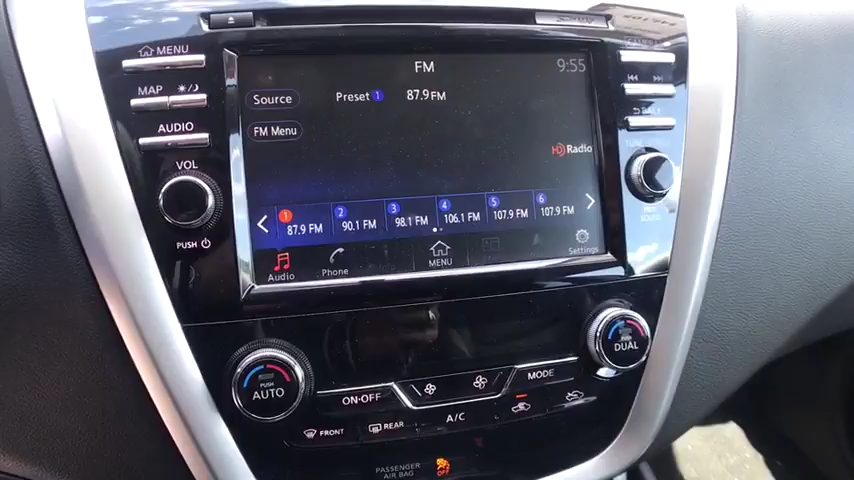 MENU
MAP
AUDIO
VOL
PUSH
FM
9:55
Source
Preset 1 87.9 FM
FM Menu
HD Radio
1 2 3 4 5 6
87.9 FM 90.1 FM 98.1 FM 106.1 FM 107.9 FM 107.9 FM
Audio
Phone
MENU
Settings
TUNE
SOUND
PUSH
AUTO
ON·OFF
MODE
DUAL
A/C
FRONT
REAR
PASSENGER
AIR BAG
OFF